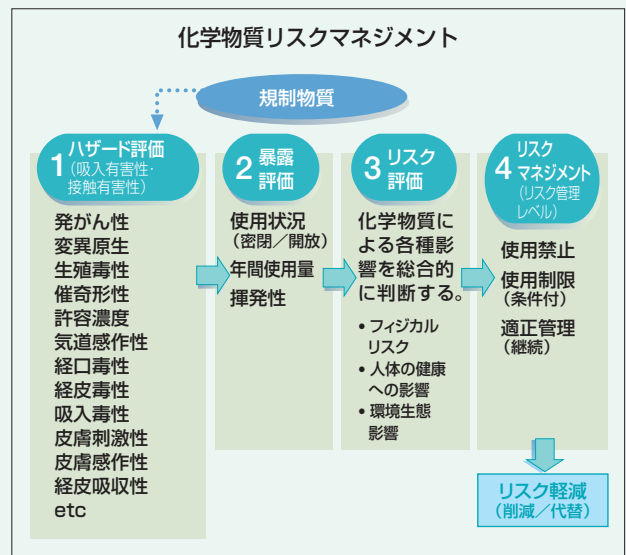 化学物質リスクマネジメント
規制物質
1 ハザード評価
(吸入有害性・
接触有害性)
発がん性
変異原生
生殖毒性
催奇形性
許容濃度
気道感作性
経口毒性
経皮毒性
吸入毒性
皮膚刺激性
皮膚感作性
経皮吸収性
etc
2 暴露
評価
使用状況
(密閉/開放)
年間使用量
揮発性
3 リスク
評価
化学物質に
よる各種影
響を総合的
に判断する。
• フィジカル
リスク
• 人体の健康
への影響
• 環境生態
影響
4 リスク
マネジメント
(リスク管理
レベル)
使用禁止
使用制限
(条件付)
適正管理
(継続)
リスク軽減
(削減/代替)